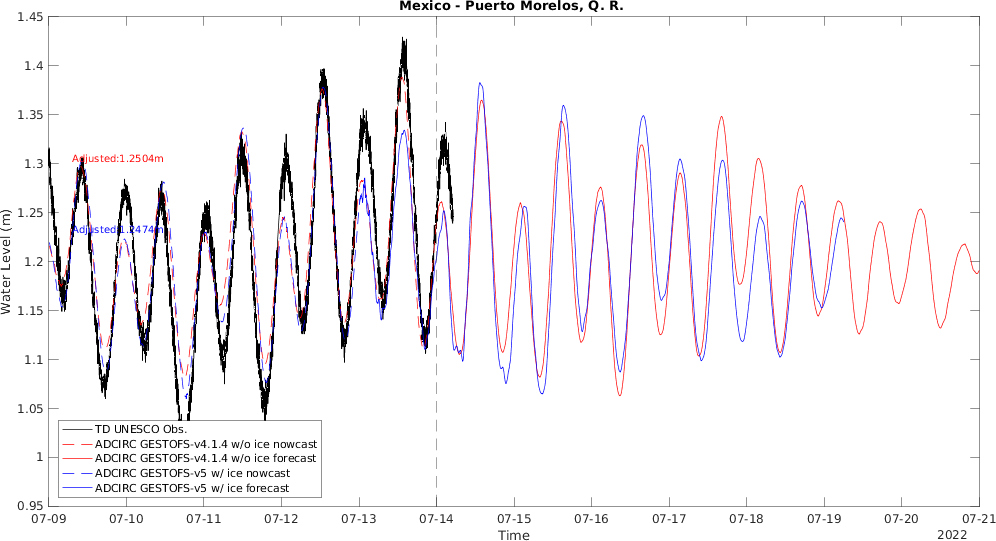 Mexico - Puerto Morelos, Q. R.
1.45
1.4
1.35
1.3
1.25
1.2
1.15
1.1
1.05
1
0.95
Water Level (m)
Adjusted:1.2504m
Adjusted:1.2474m
TD UNESCO Obs.
ADCIRC GESTOFS-v4.1.4 w/o ice nowcast
ADCIRC GESTOFS-v4.1.4 w/o ice forecast
ADCIRC GESTOFS-v5 w/ ice nowcast
ADCIRC GESTOFS-v5 w/ ice forecast
07-09 07-10 07-11 07-12 07-13 07-14 07-15 07-16 07-17 07-18 07-19 07-20 07-21
Time
2022